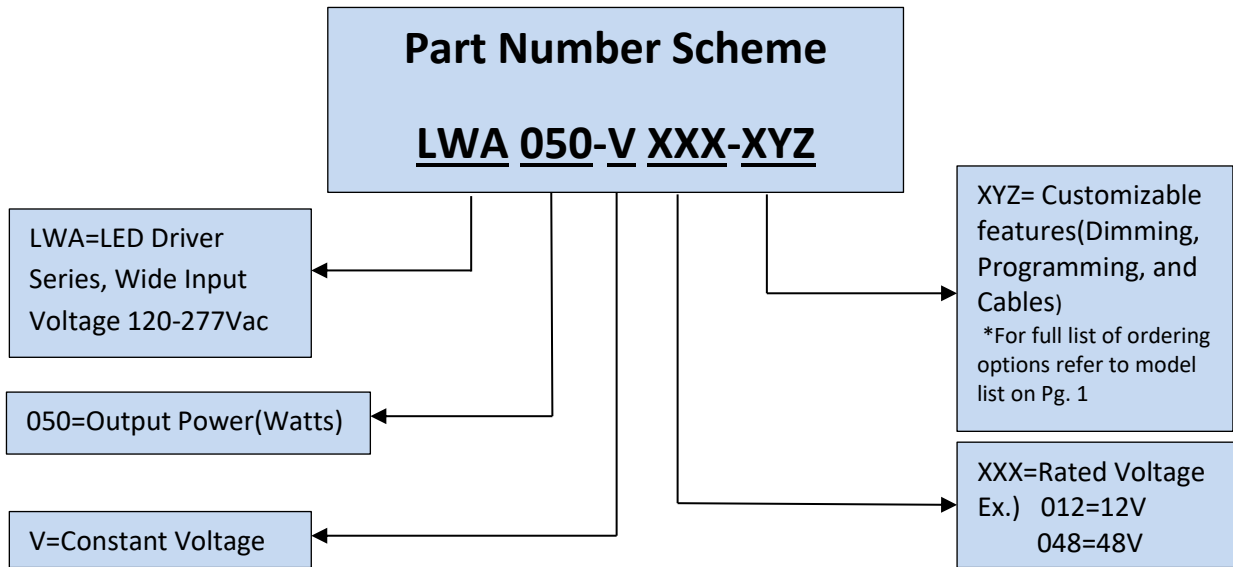 Part Number Scheme
LWA 050-V XXX-XYZ
LWA=LED Driver
Series, Wide Input
Voltage 120-277Vac
050=Output Power(Watts)
V=Constant Voltage
XYZ= Customizable
features(Dimming,
Programming, and
Cables)
*For full list of ordering
options refer to model
list on Pg. 1
XXX=Rated Voltage
Ex.) 012=12V
048=48V